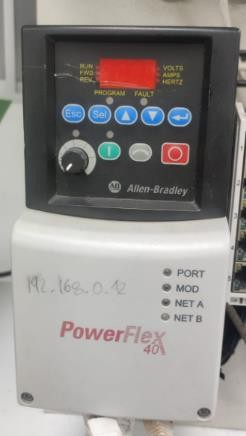 RUN
FWD
REV
VOLTS
AMPS
HERTZ
PROGRAM FAULT
Esc Sel
AB Allen-Bradley
192.168.0.12
PORT
MOD
NET A
NET B
PowerFlex
40